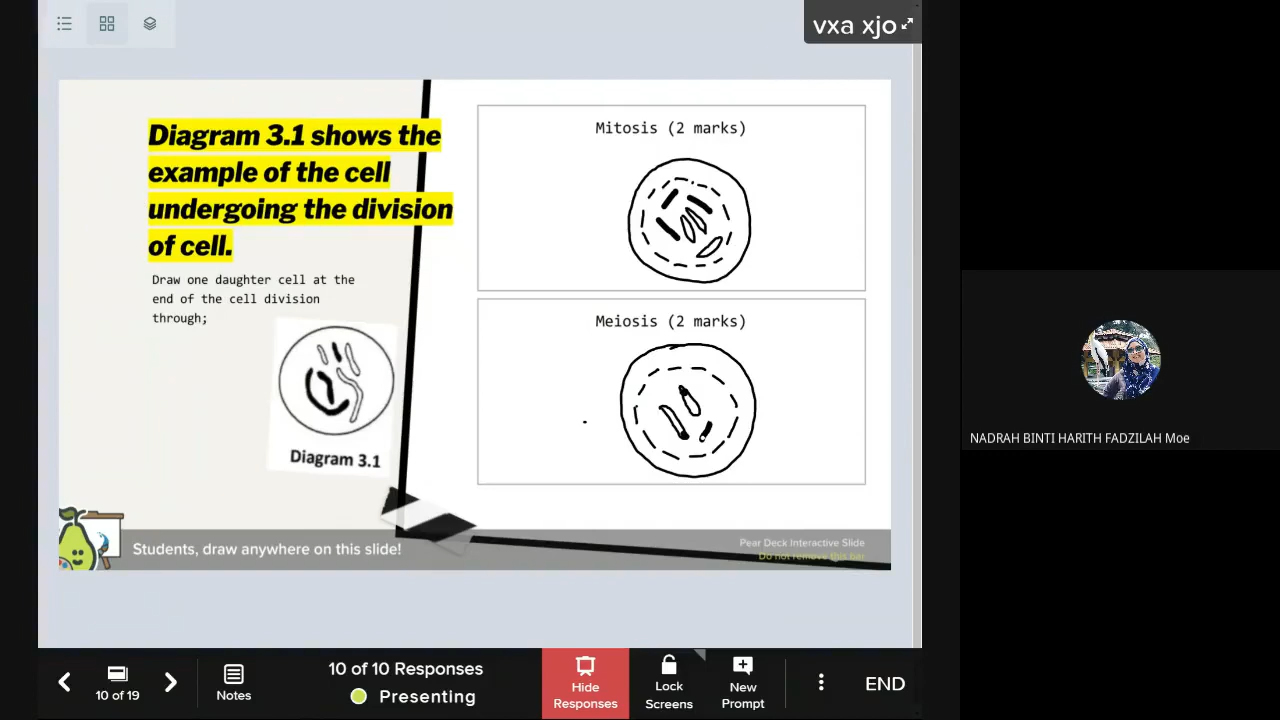 vxa xjo
Diagram 3.1 shows the
example of the cell
undergoing the division
of cell.
Draw one daughter cell at the
end of the cell division
through;
Diagram 3.1
Mitosis (2 marks)
Meiosis (2 marks)
Students, draw anywhere on this slide!
Pear Deck Interactive Slide
Do not remove this bar
10 of 19
Notes
10 of 10 Responses
Presenting
Hide
Responses
Lock
Screens
New
Prompt
END
NADRAH BINTI HARITH FADZILAH Moe